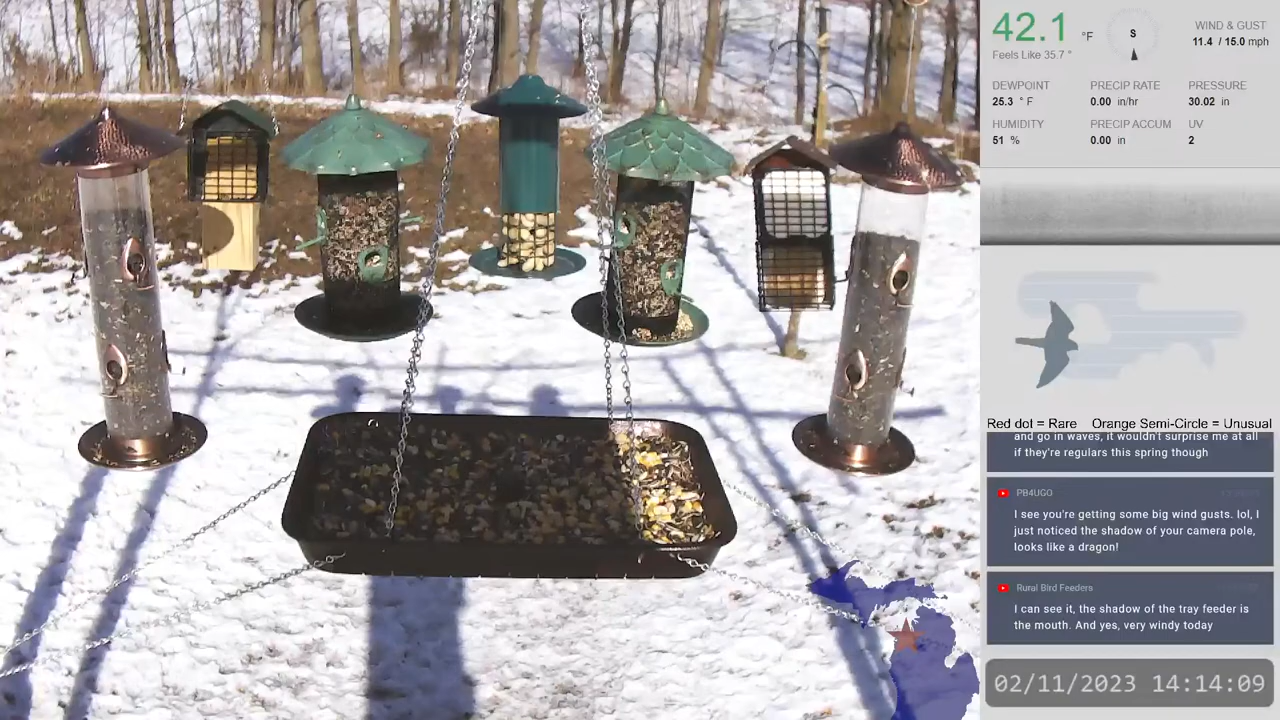 42.1 °F
Feels Like 35.7 °
S
WIND & GUST
11.4 / 15.0 mph
DEWPOINT
25.3 ° F
PRECIP RATE
0.00 in/hr
PRESSURE
30.02 in
HUMIDITY
51 %
PRECIP ACCUM
0.00 in
UV
2
Red dot = Rare Orange Semi-Circle = Unusual
and go in waves, it wouldn't surprise me at all
if they're regulars this spring though
PB4UGO
I see you're getting some big wind gusts. lol, I
just noticed the shadow of your camera pole,
looks like a dragon!
Rural Bird Feeders
I can see it, the shadow of the tray feeder is
the mouth. And yes, very windy today
02/11/2023 14:14:09